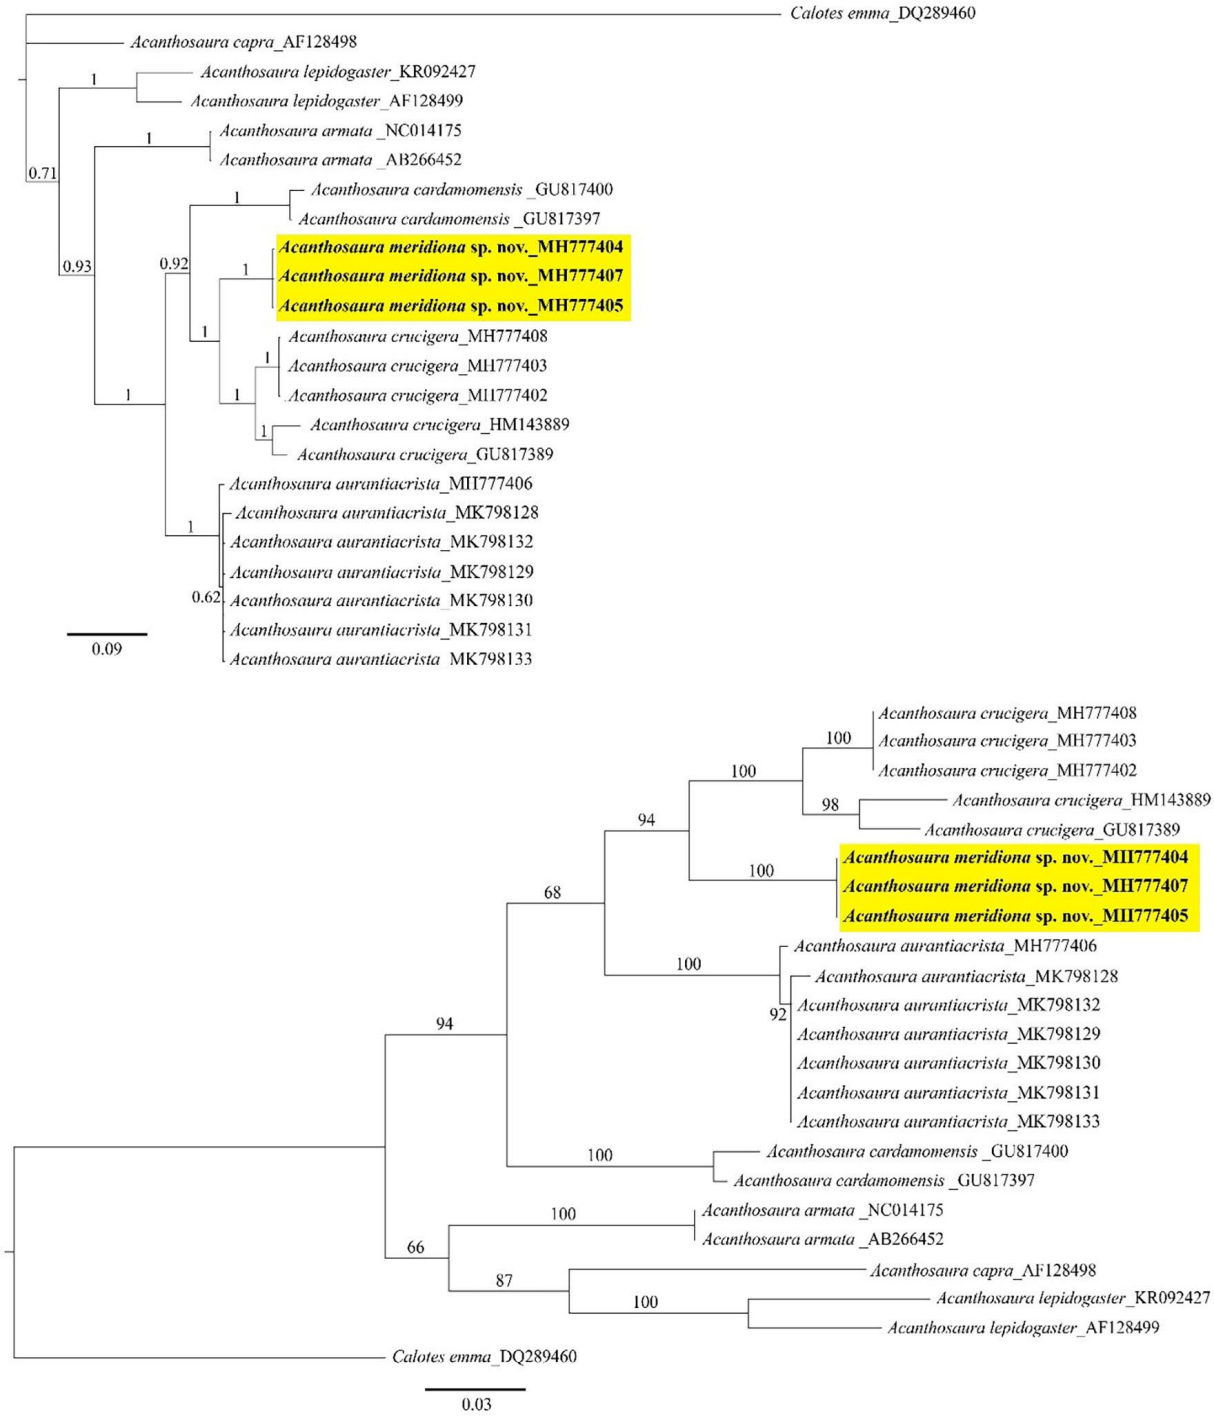 Calotes emma_DQ289460
Acanthosaura capra_AF128498
1
Acanthosaura lepidogaster_KR092427
Acanthosaura lepidogaster_AF128499
1
Acanthosaura armata _NC014175
Acanthosaura armata _AB266452
0.71
1
Acanthosaura cardamomensis _GU817400
Acanthosaura cardamomensis _GU817397
0.93
0.92
1
Acanthosaura meridiona sp. nov._MH777404
Acanthosaura meridiona sp. nov._MH777407
Acanthosaura meridiona sp. nov._MH777405
1
1
Acanthosaura crucigera_MH777408
Acanthosaura crucigera_MH777403
Acanthosaura crucigera_MH777402
1
1
1
Acanthosaura crucigera_HM143889
Acanthosaura crucigera_GU817389
1
Acanthosaura aurantiacrista_MH777406
Acanthosaura aurantiacrista_MK798128
Acanthosaura aurantiacrista_MK798132
Acanthosaura aurantiacrista_MK798129
0.62
Acanthosaura aurantiacrista_MK798130
Acanthosaura aurantiacrista_MK798131
Acanthosaura aurantiacrista_MK798133
0.09
100
Acanthosaura crucigera_MH777408
Acanthosaura crucigera_MH777403
Acanthosaura crucigera_MH777402
100
98
Acanthosaura crucigera_HM143889
Acanthosaura crucigera_GU817389
94
100
Acanthosaura meridiona sp. nov._MH777404
Acanthosaura meridiona sp. nov._MH777407
Acanthosaura meridiona sp. nov._MH777405
68
100
Acanthosaura aurantiacrista_MH777406
Acanthosaura aurantiacrista_MK798128
92
Acanthosaura aurantiacrista_MK798132
Acanthosaura aurantiacrista_MK798129
Acanthosaura aurantiacrista_MK798130
Acanthosaura aurantiacrista_MK798131
Acanthosaura aurantiacrista_MK798133
94
100
Acanthosaura cardamomensis _GU817400
Acanthosaura cardamomensis _GU817397
100
Acanthosaura armata _NC014175
Acanthosaura armata _AB266452
66
87
Acanthosaura capra_AF128498
100
Acanthosaura lepidogaster_KR092427
Acanthosaura lepidogaster_AF128499
Calotes emma_DQ289460
0.03